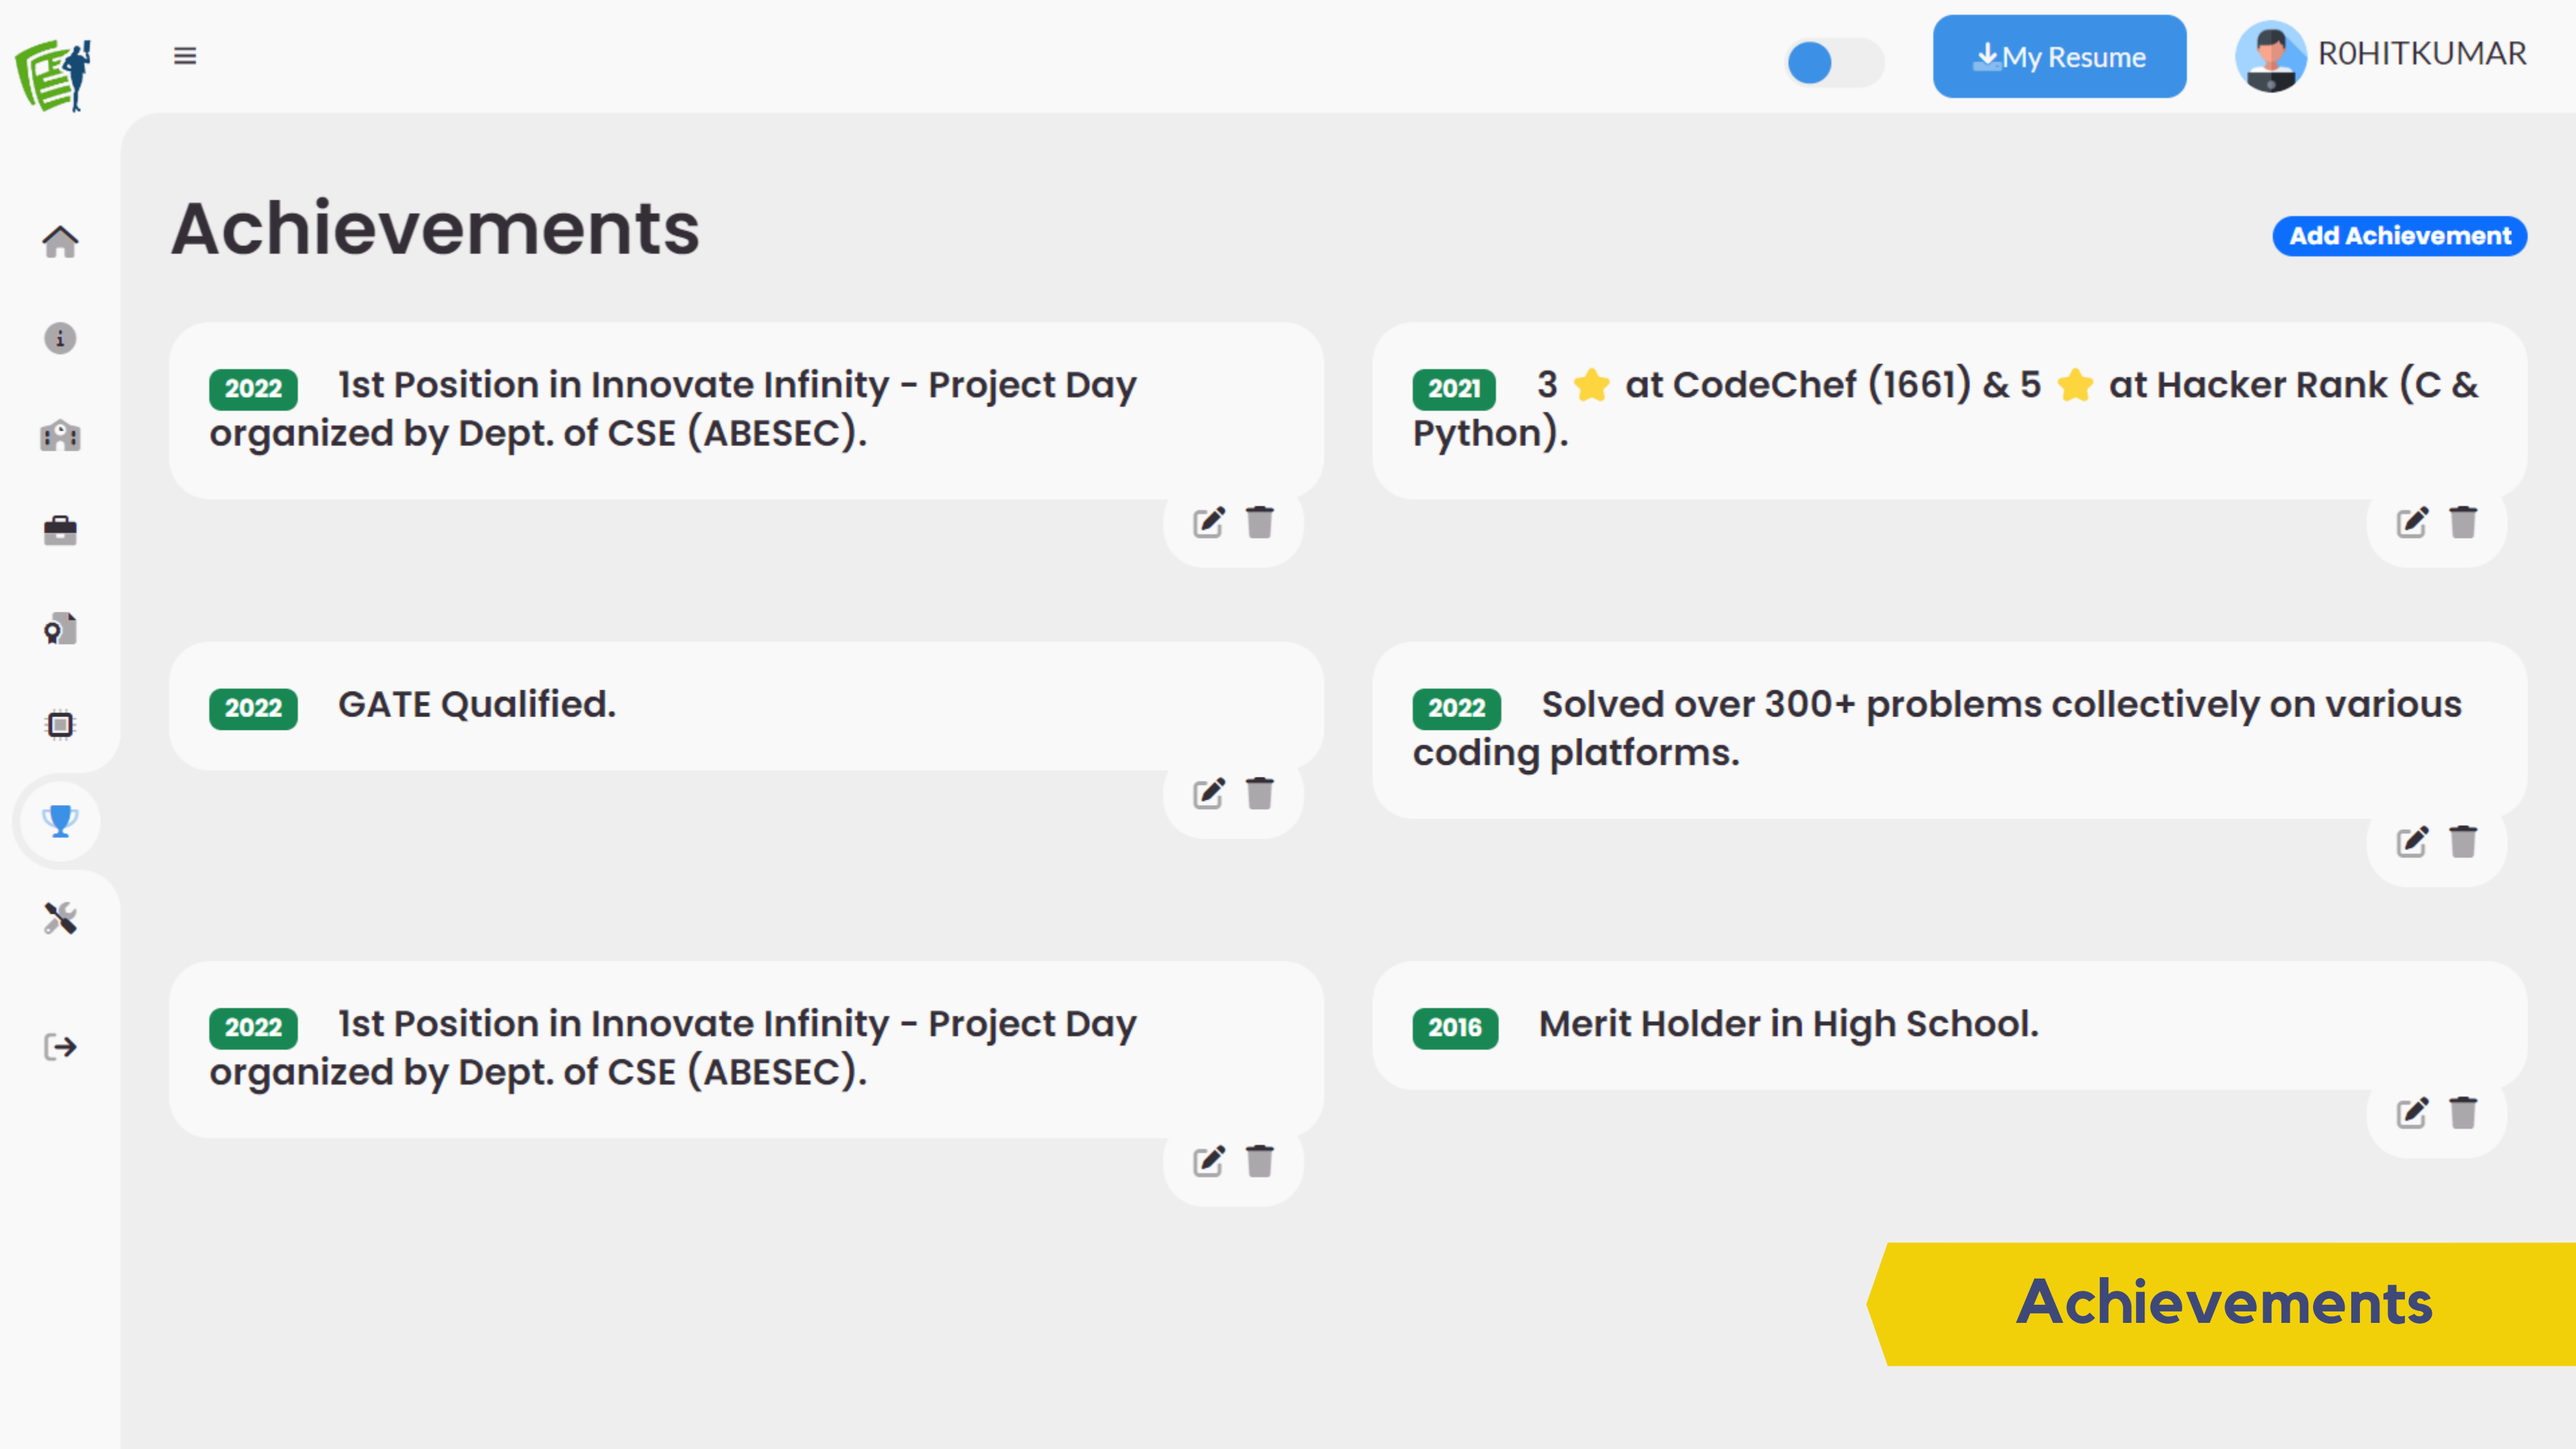 My Resume
R0HITKUMAR
Achievements
Add Achievement
2022 1st Position in Innovate Infinity - Project Day
organized by Dept. of CSE (ABESEC).
2021 3 ⭐ at CodeChef (1661) & 5 ⭐ at Hacker Rank (C &
Python).
2022 GATE Qualified.
2022 Solved over 300+ problems collectively on various
coding platforms.
2022 1st Position in Innovate Infinity - Project Day
organized by Dept. of CSE (ABESEC).
2016 Merit Holder in High School.
Achievements